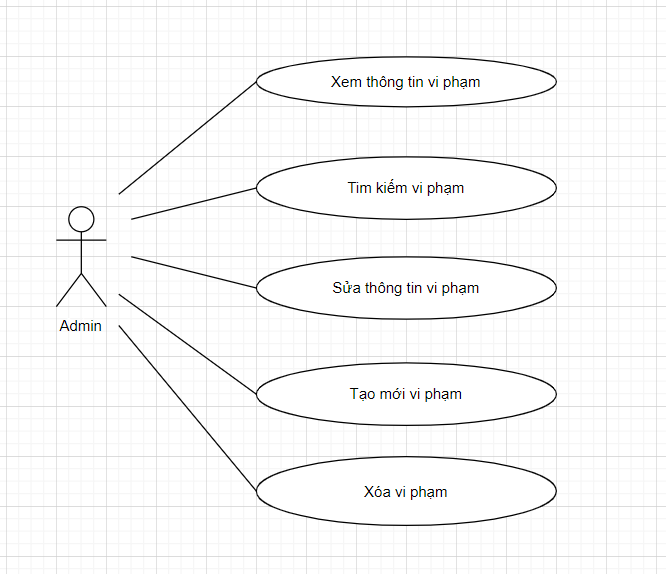 Xem thông tin vi phạm
Tim kiếm vi phạm
Sửa thông tin vi phạm
Admin
Tạo mới vi phạm
Xóa vi phạm